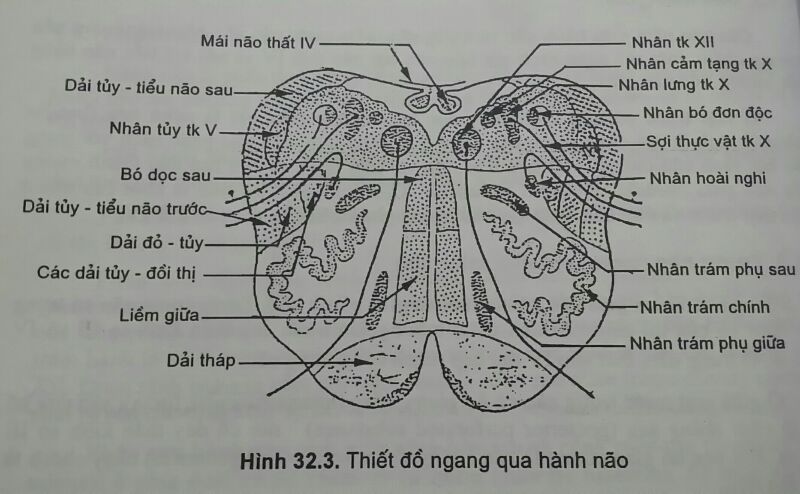 Mái não thất IV
Dải tủy - tiểu não sau
Nhân tủy tk V
Bó dọc sau
Dải tủy - tiểu não trước
Dải đỏ - tủy
Các dải tủy - đồi thị
Liềm giữa
Dải tháp
Nhân tk XII
Nhân cảm tạng tk X
Nhân lưng tk X
Nhân bó đơn độc
Sợi thực vật tk X
Nhân hoài nghi
Nhân trám phụ sau
Nhân trám chính
Nhân trám phụ giữa
Hình 32.3. Thiết đồ ngang qua hành não